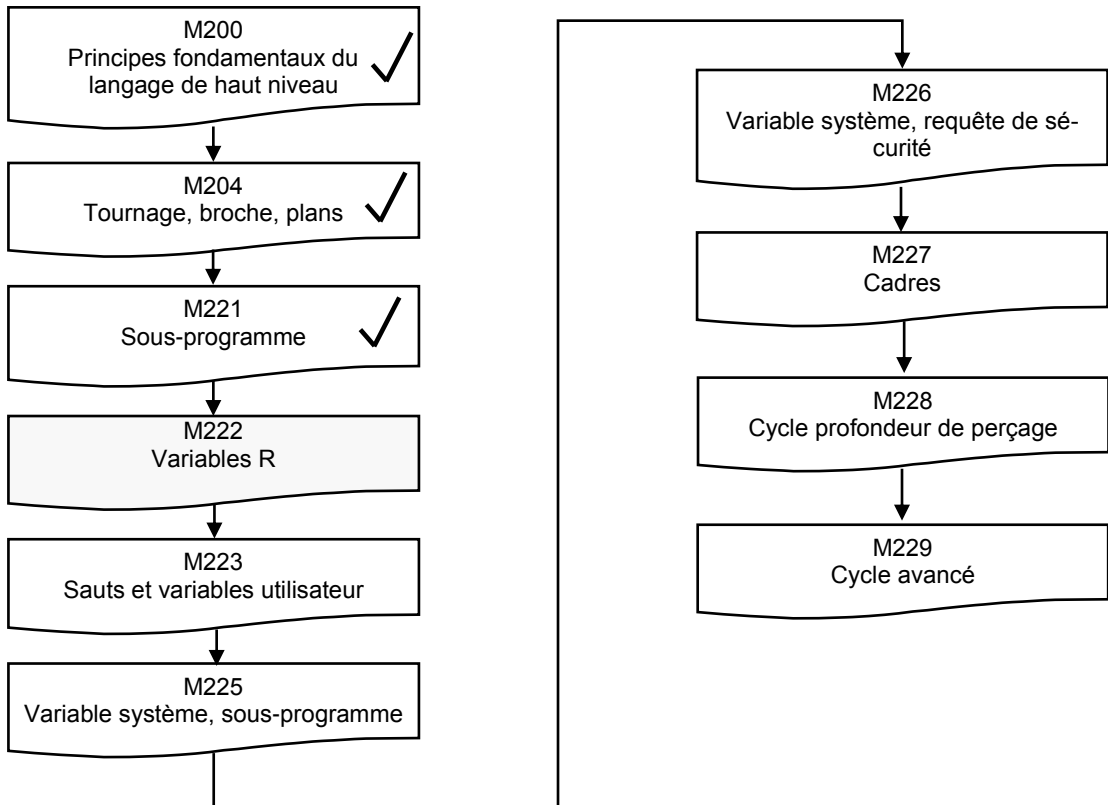 M200
Principes fondamentaux du
langage de haut niveau
M204
Tournage, broche, plans
M221
Sous-programme
M222
Variables R
M223
Sauts et variables utilisateur
M225
Variable système, sous-programme
M226
Variable système, requête de sé-
curité
M227
Cadres
M228
Cycle profondeur de perçage
M229
Cycle avancé